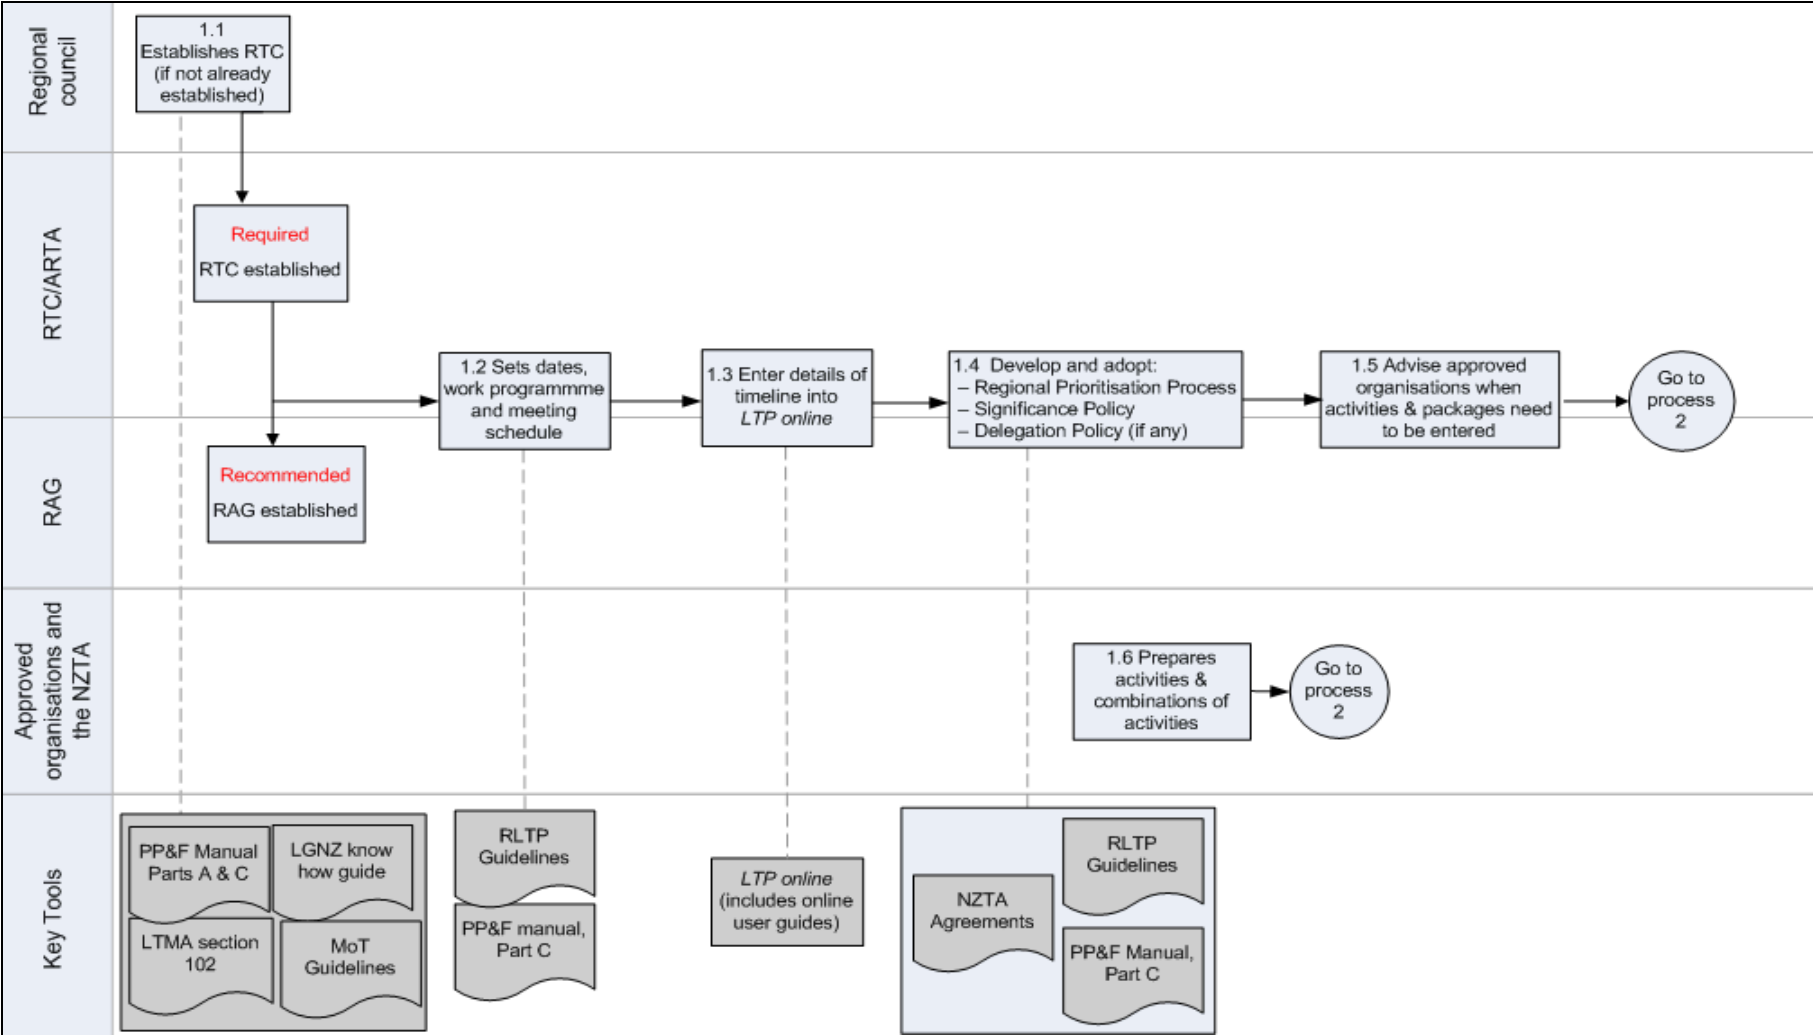 Regional
council
1.1
Establishes RTC
(if not already
established)
RTC/ARTA
Required
RTC established
1.2 Sets dates,
work programmme
and meeting
schedule
1.3 Enter details of
timeline into
LTP online
1.4 Develop and adopt:
– Regional Prioritisation Process
– Significance Policy
– Delegation Policy (if any)
1.5 Advise approved
organisations when
activities & packages need
to be entered
Go to
process
2
RAG
Recommended
RAG established
Approved
organisations and
the NZTA
1.6 Prepares
activities &
combinations of
activities
Go to
process
2
Key Tools
PP&F Manual
Parts A & C
LGNZ know
how guide
LTMA section
102
MoT
Guidelines
RLTP
Guidelines
PP&F manual,
Part C
LTP online
(includes online
user guides)
NZTA
Agreements
RLTP
Guidelines
PP&F Manual,
Part C